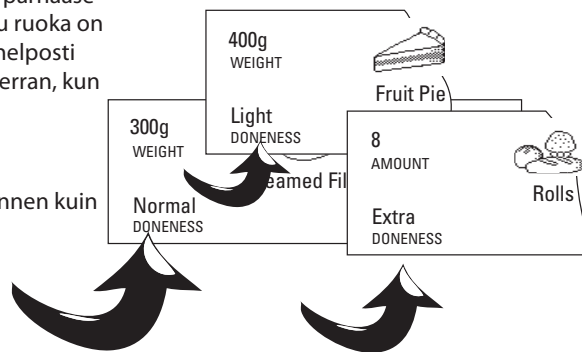 parhaase
u ruoka on
helposti
erran, kun
nnen kuin
400g
WEIGHT
Fruit Pie
Light
DONENESS
300g
WEIGHT
eamed Fil
Normal
DONENESS
8
AMOUNT
Rolls
Extra
DONENESS